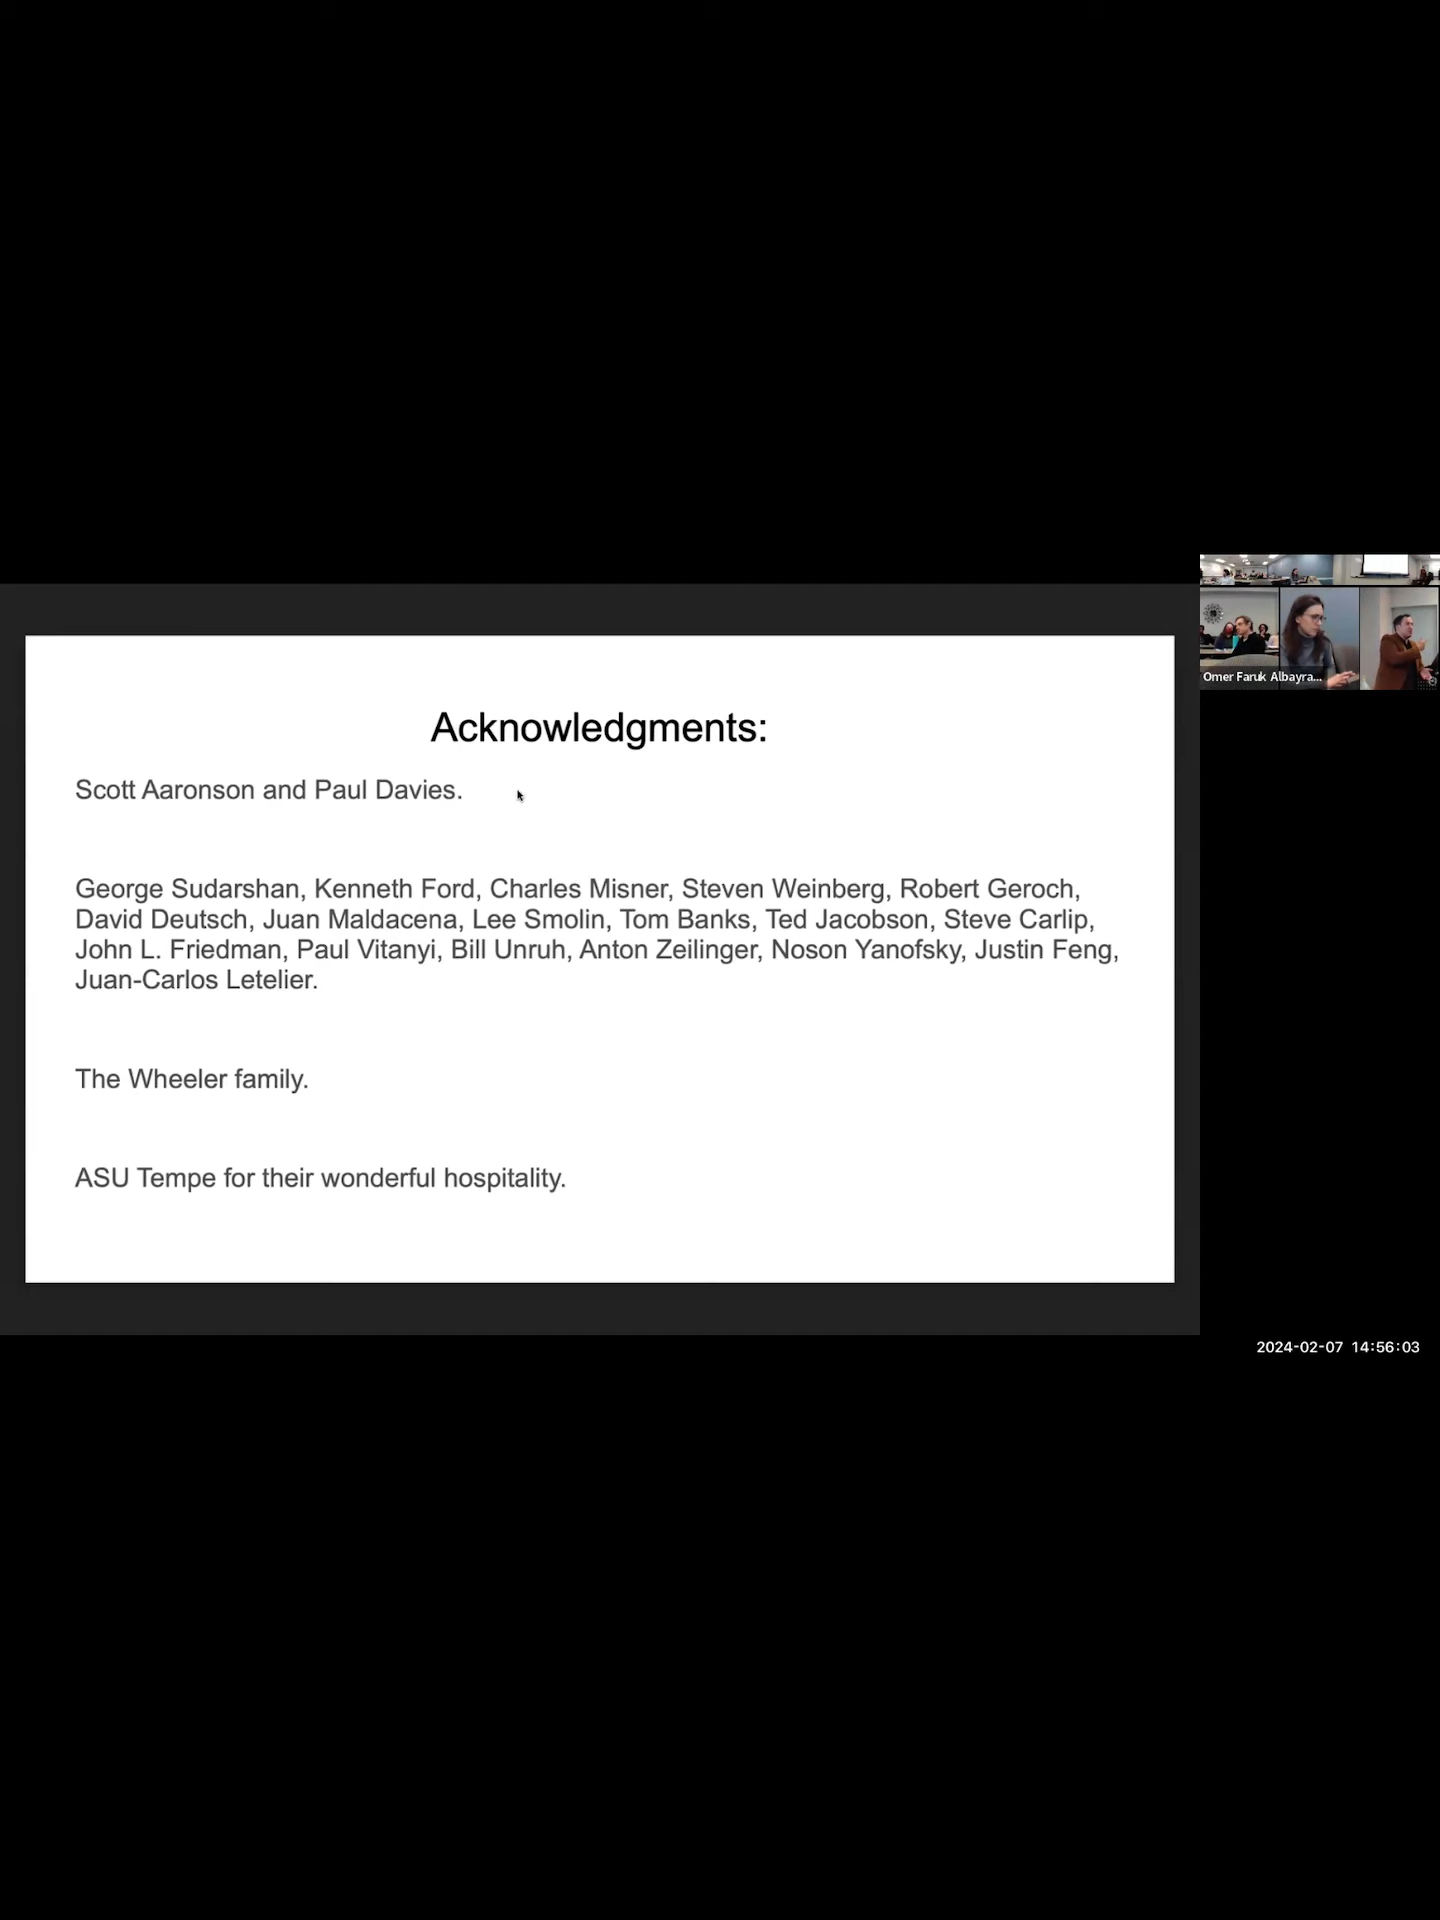 Omer Faruk Albayra...
Acknowledgments:
Scott Aaronson and Paul Davies.
George Sudarshan, Kenneth Ford, Charles Misner, Steven Weinberg, Robert Geroch,
David Deutsch, Juan Maldacena, Lee Smolin, Tom Banks, Ted Jacobson, Steve Carlip,
John L. Friedman, Paul Vitanyi, Bill Unruh, Anton Zeilinger, Noson Yanofsky, Justin Feng,
Juan-Carlos Letelier.
The Wheeler family.
ASU Tempe for their wonderful hospitality.
2024-02-07 14:56:03